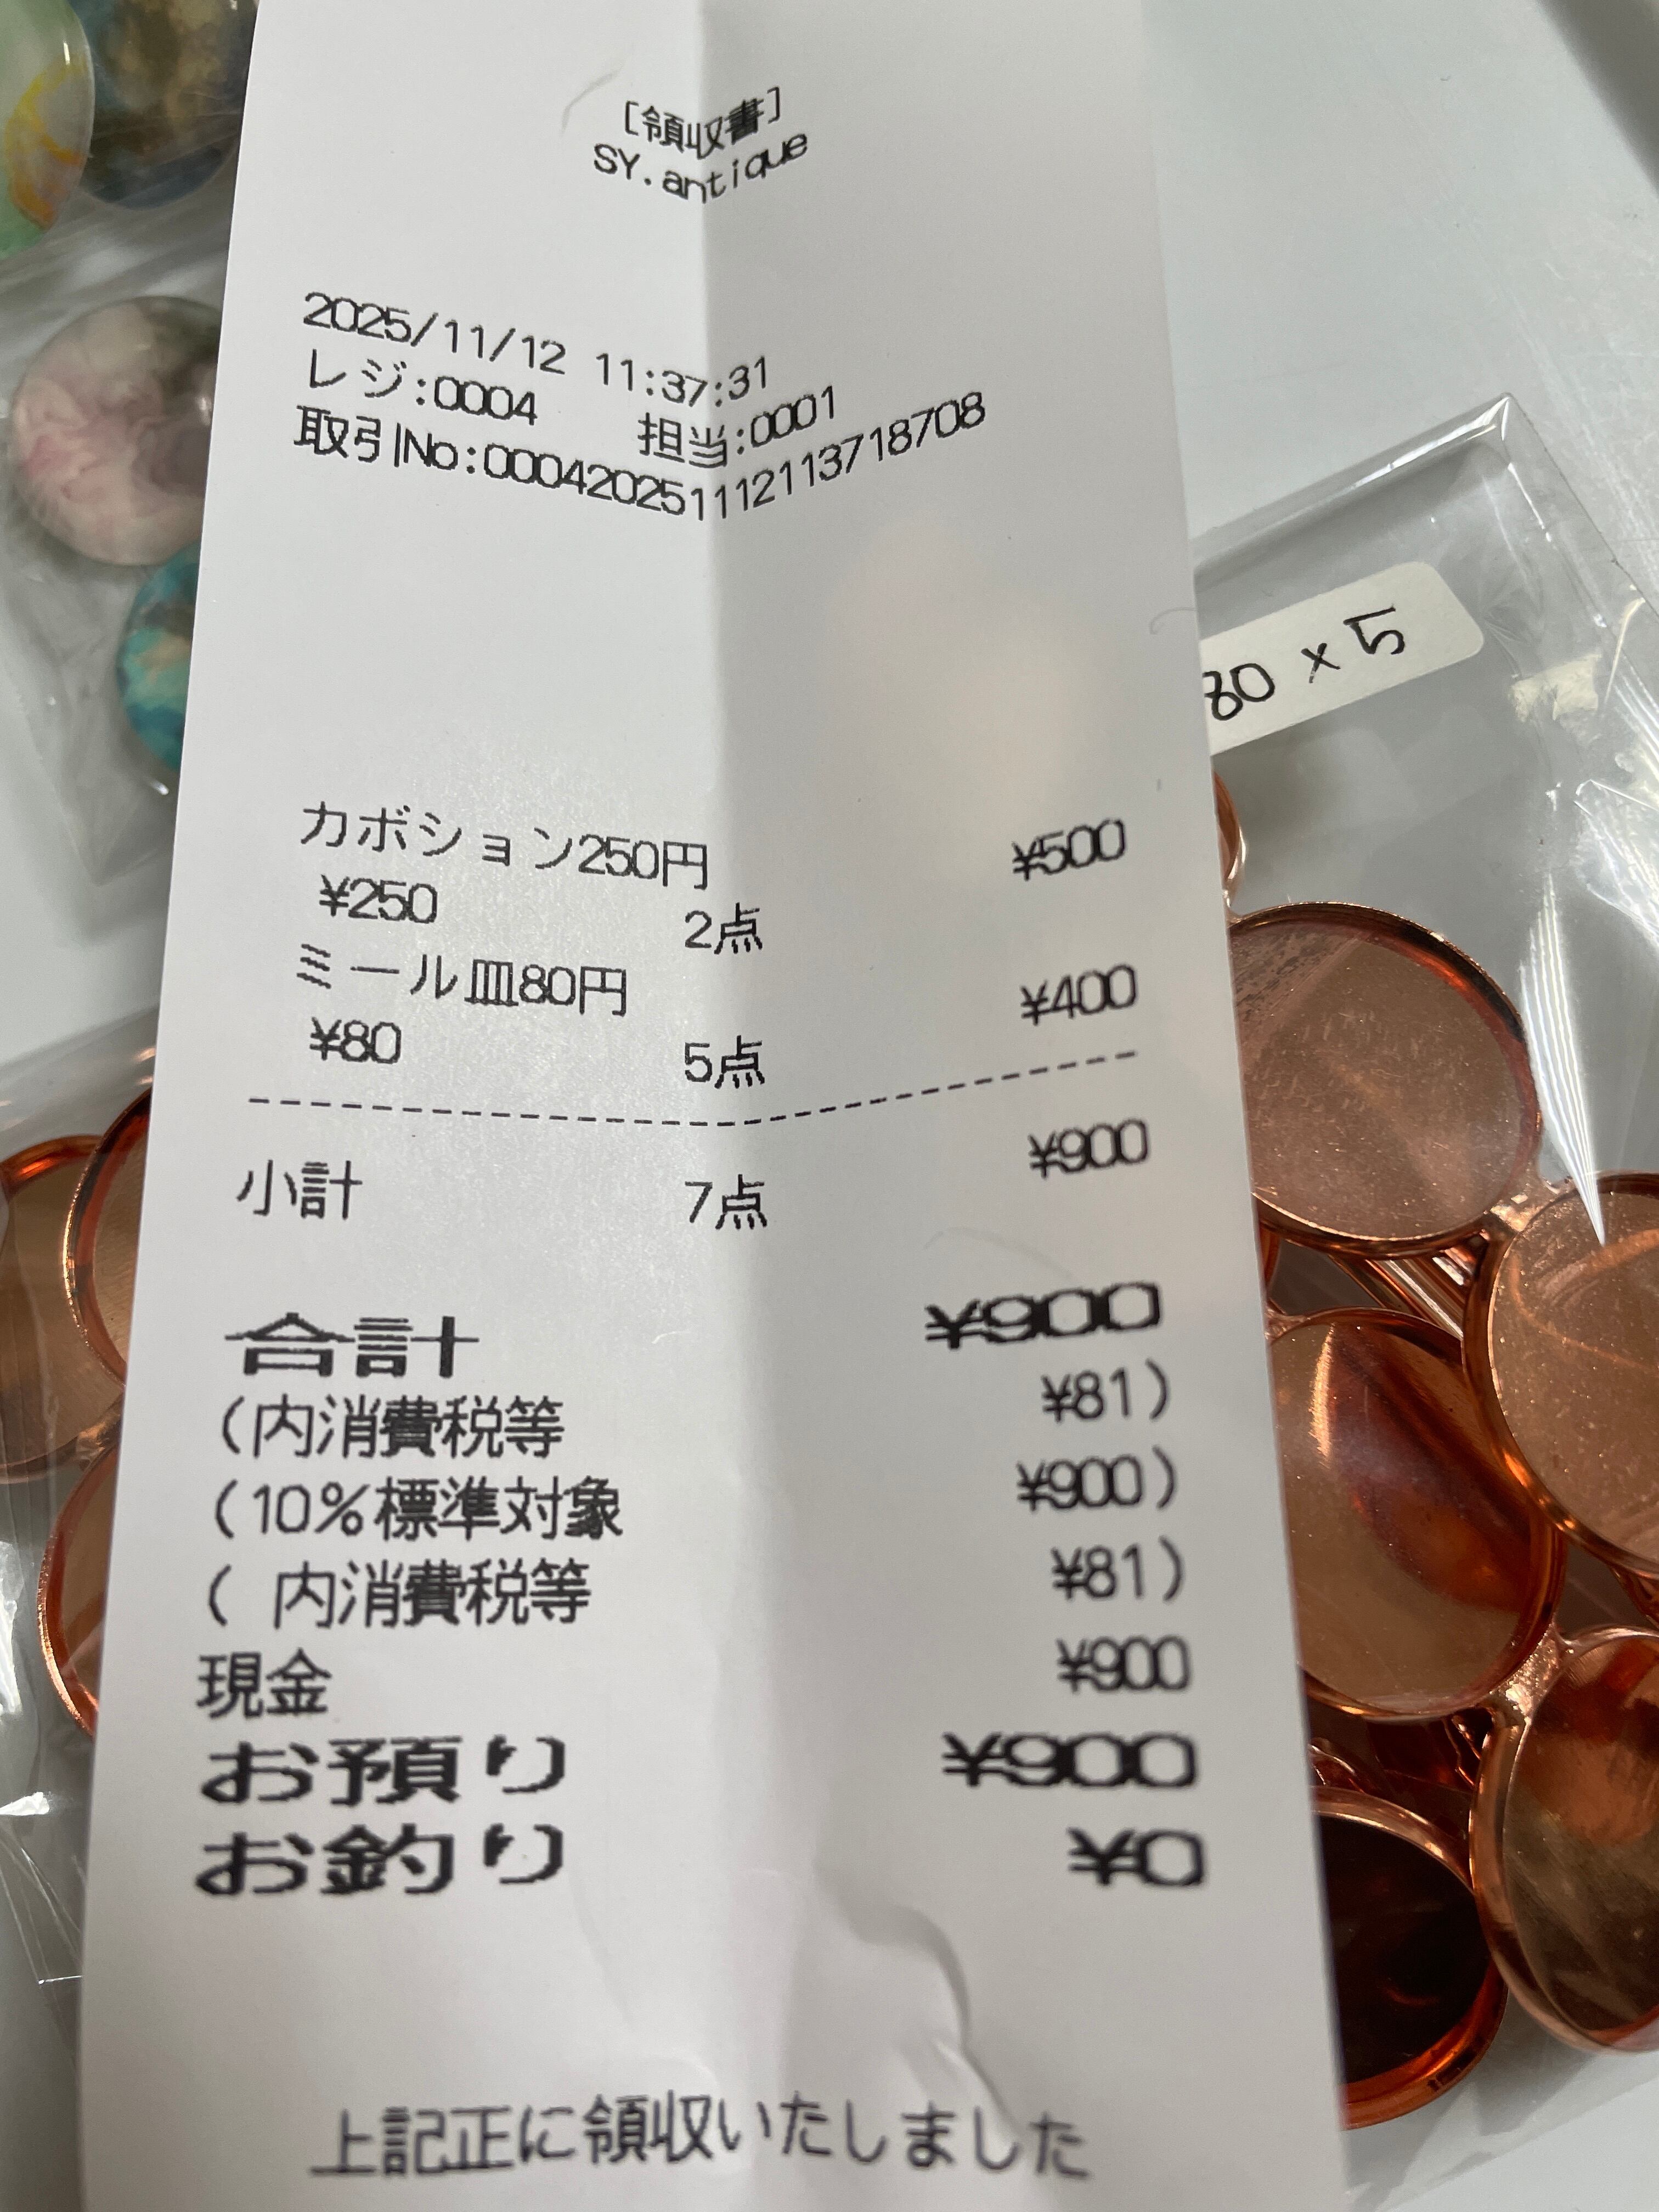 [領収書]
SY.antique
2025/11/12 11:37:31
レジ:0004 担当:0001
取引No:00042025111211371870​8
80 × 5
カボション250円 ¥500
¥250 2点
ミール皿80円 ¥400
¥80 5点
小計 7点 ¥900
合計 ¥900
(内消費税等 ¥81)
(10%標準対象 ¥900)
( 内消費税等 ¥81)
現金 ¥900
お預り ¥900
お釣り ¥0
上記正に領収いたしました